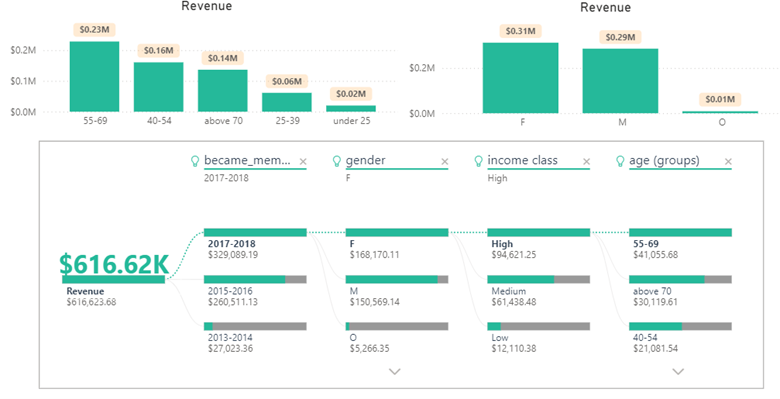 Revenue
$0.2M
$0.1M
$0.0M
$0.23M
$0.16M
$0.14M
$0.06M
$0.02M
55-69
40-54
above 70
25-39
under 25
Revenue
$0.2M
$0.0M
$0.31M
$0.29M
$0.01M
F
M
O
became_mem...
2017-2018
gender
F
income class
High
age (groups)
$616.62K
Revenue
$616,623.68
2017-2018
$329,089.19
2015-2016
$260,511.13
2013-2014
$27,023.36
F
$168,170.11
M
$150,569.14
O
$5,266.35
High
$94,621.25
Medium
$61,438.48
Low
$12,110.38
55-69
$41,055.68
above 70
$30,119.61
40-54
$21,081.54